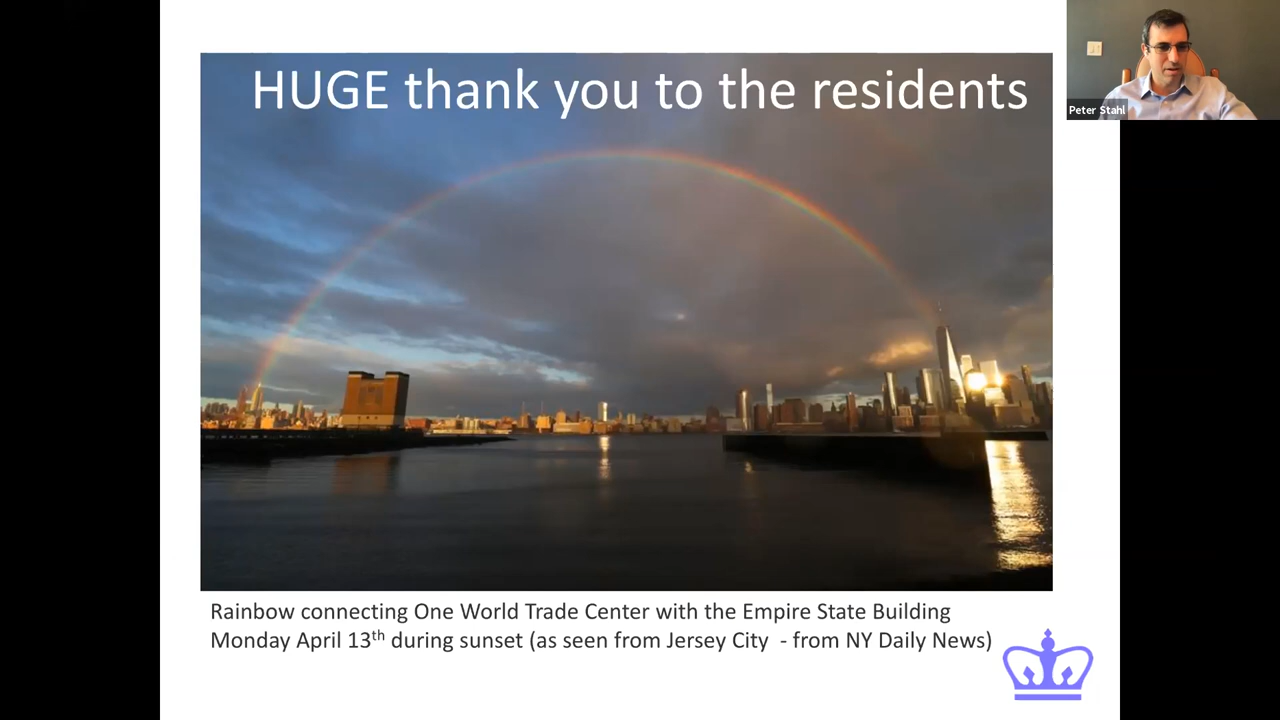 HUGE thank you to the residents
Peter Stahl
Rainbow connecting One World Trade Center with the Empire State Building
Monday April 13th during sunset (as seen from Jersey City - from NY Daily News)